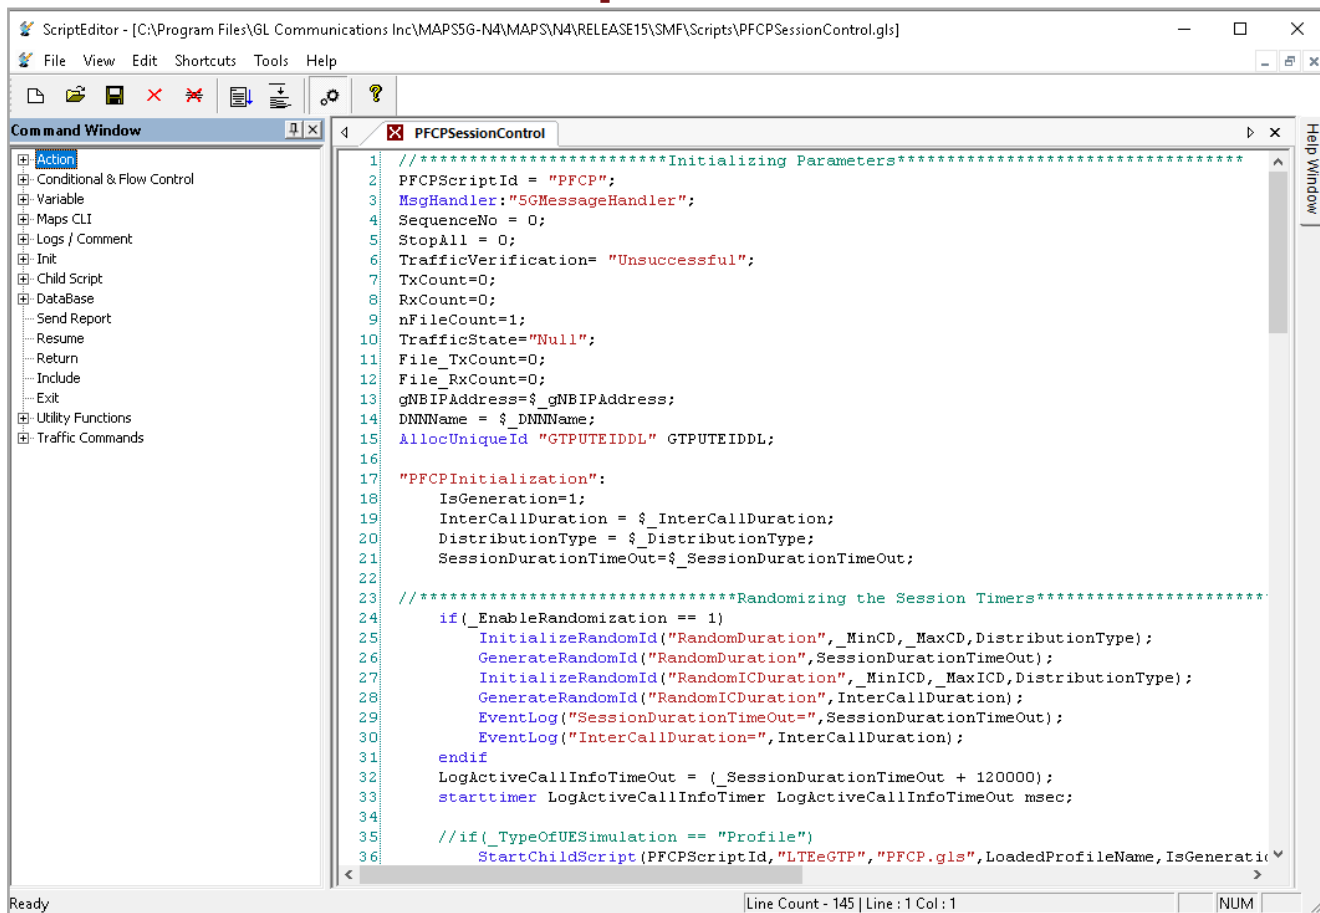 ScriptEditor - [C:\Program Files\GL Communications Inc\MAPS5G-N4\MAPS\N4\RELEASE15\SMF\Scripts\PFCPSessionControl.gls]
File View Edit Shortcuts Tools Help
Command Window
PFCPSessionControl
Help Window
Action
Conditional & Flow Control
Variable
Maps CLI
Logs / Comment
Init
Child Script
DataBase
Send Report
Resume
Return
Include
Exit
Utility Functions
Traffic Commands
1 //*************************Initializing Parameters***********************************
2 PFCPScriptId = "PFCP";
3 MsgHandler:"5GMessageHandler";
4 SequenceNo = 0;
5 StopAll = 0;
6 TrafficVerification= "Unsuccessful";
7 TxCount=0;
8 RxCount=0;
9 nFileCount=1;
10 TrafficState="Null";
11 File_TxCount=0;
12 File_RxCount=0;
13 gNBIPAddress=$_gNBIPAddress;
14 DNNName = $_DNNName;
15 AllocUniqueId "GTPUTEIDDL" GTPUTEIDDL;
16
17 "PFCPInitialization":
18 IsGeneration=1;
19 InterCallDuration = $_InterCallDuration;
20 DistributionType = $_DistributionType;
21 SessionDurationTimeOut=$_SessionDurationTimeOut;
22
23 //********************************Randomizing the Session Timers***********************
24 if(_EnableRandomization == 1)
25 InitializeRandomId("RandomDuration",_MinCD,_MaxCD,DistributionType);
26 GenerateRandomId("RandomDuration",SessionDurationTimeOut);
27 InitializeRandomId("RandomICDuration",_MinICD,_MaxICD,DistributionType);
28 GenerateRandomId("RandomICDuration",InterCallDuration);
29 EventLog("SessionDurationTimeOut=",SessionDurationTimeOut);
30 EventLog("InterCallDuration=",InterCallDuration);
31 endif
32 LogActiveCallInfoTimeOut = (_SessionDurationTimeOut + 120000);
33 starttimer LogActiveCallInfoTimer LogActiveCallInfoTimeOut msec;
34
35 //if(_TypeOfUESimulation == "Profile")
36 StartChildScript(PFCPScriptId,"LTEeGTP","PFCP.gls",LoadedProfileName,IsGeneratio
Ready
Line Count - 145 | Line : 1 Col : 1
NUM